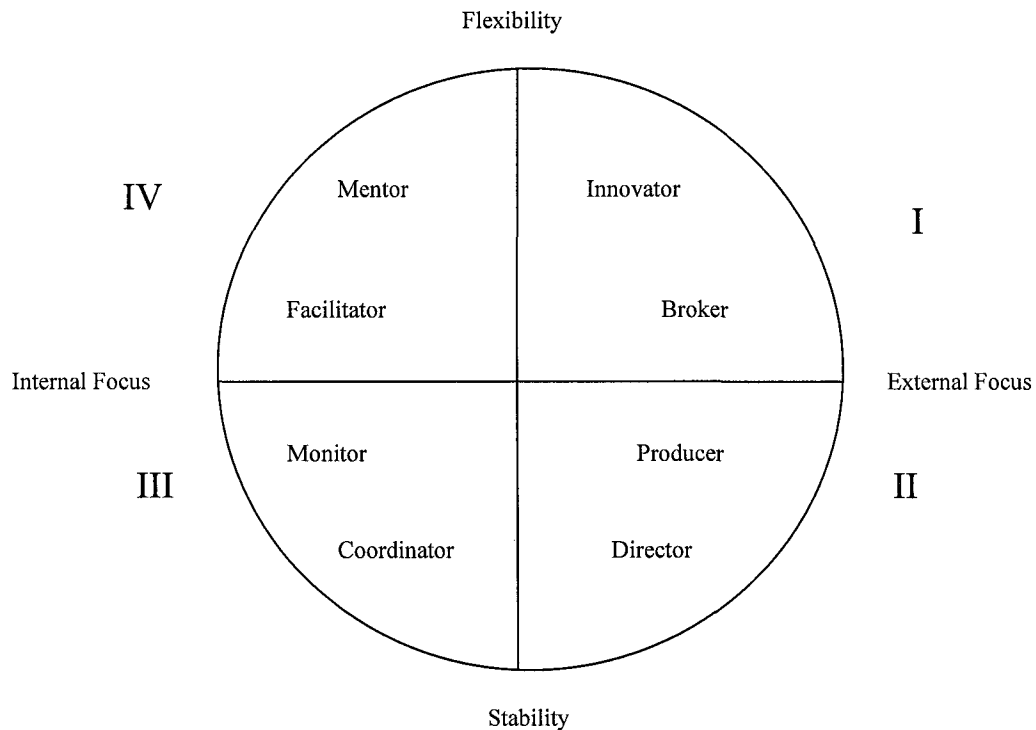 Flexibility
IV
Mentor
Innovator
I
Facilitator
Broker
Internal Focus
External Focus
Monitor
Producer
III
II
Coordinator
Director
Stability